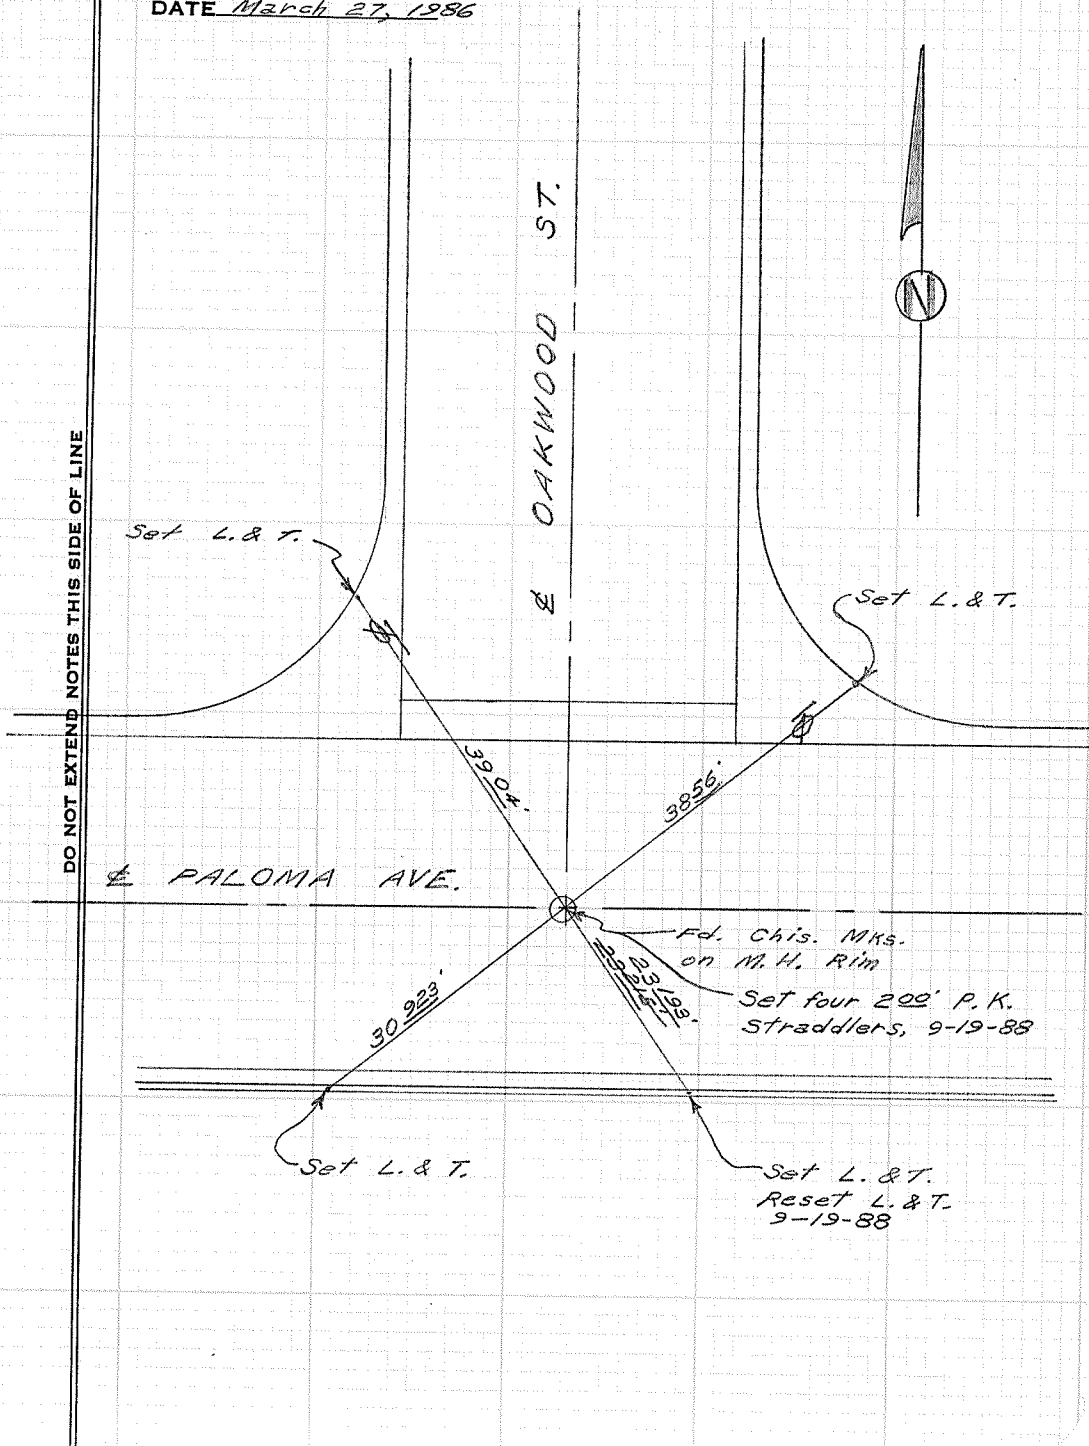 DATE March 27, 1986
N
℄ OAKWOOD ST.
DO NOT EXTEND NOTES THIS SIDE OF LINE
Set L. & T.
Set L. & T.
39 04'
38 56'
℄ PALOMA AVE.
Fd. Chis. Mks.
on M.H. Rim
Set four 2 00' P.K.
Straddlers, 9-19-88
30 923'
23 193'
Set L. & T.
Set L. & T.
Reset L. & T.
9-19-88